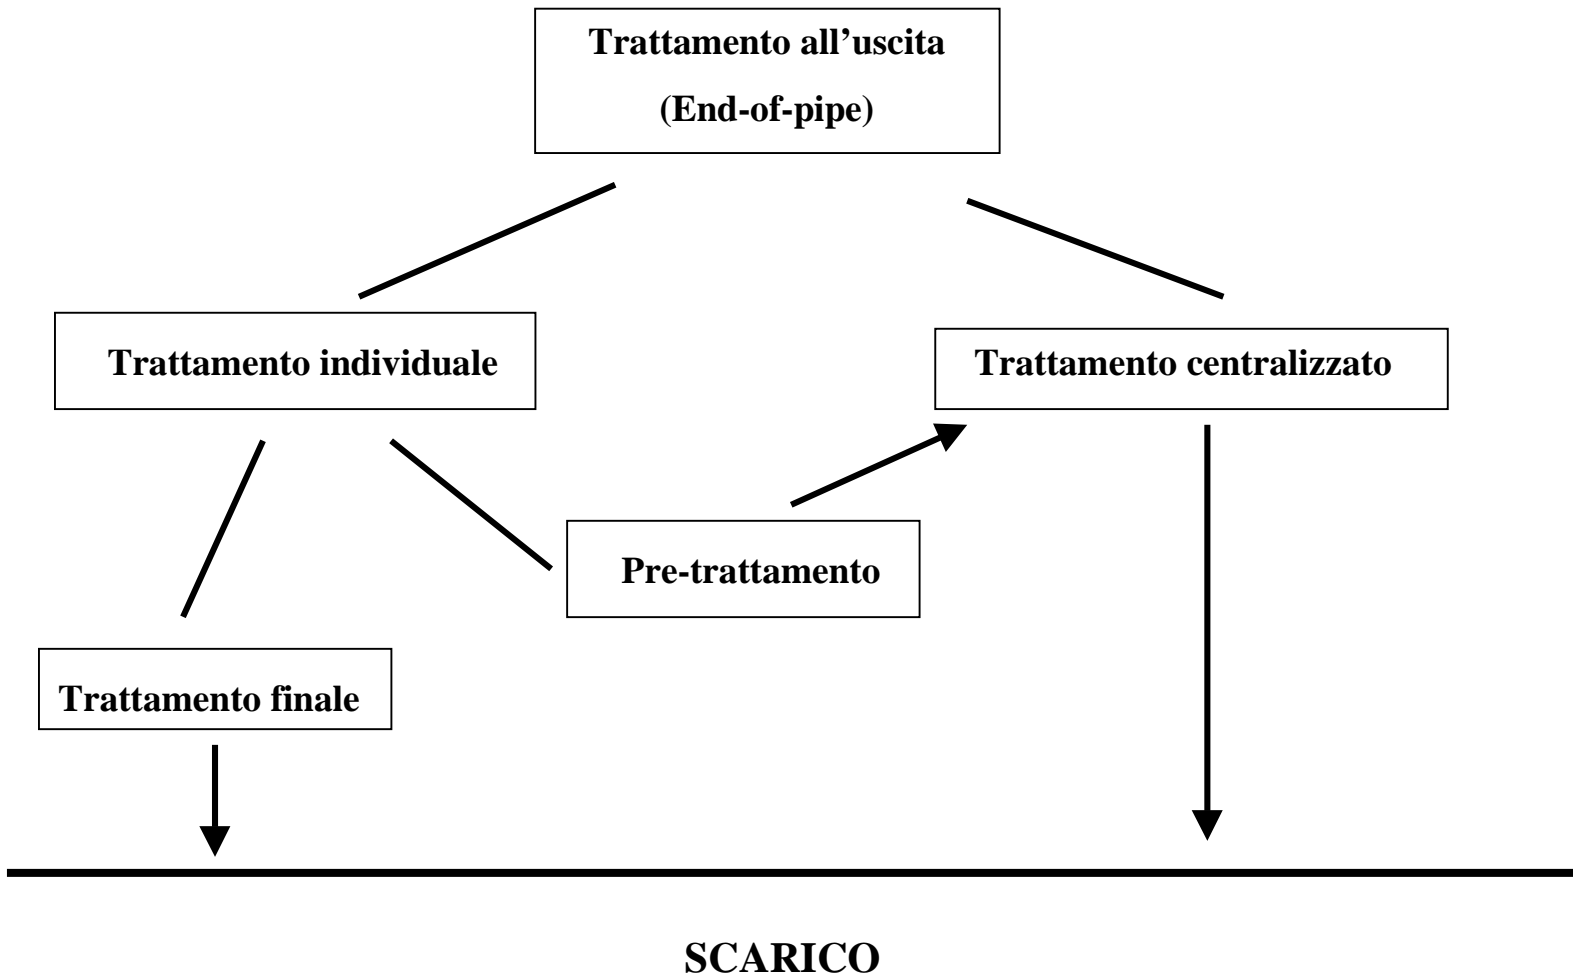 Trattamento all’uscita
(End-of-pipe)
Trattamento individuale
Trattamento centralizzato
Pre-trattamento
Trattamento finale
SCARICO